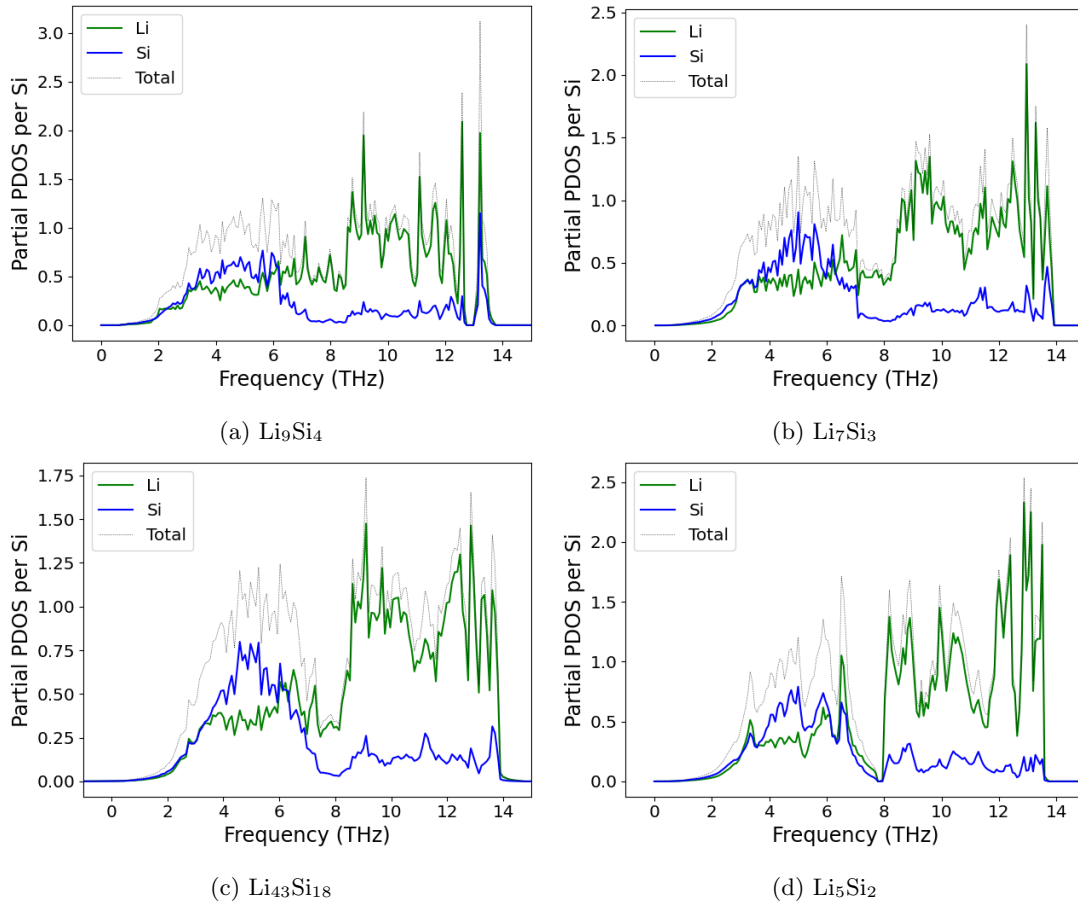 Partial PDOS per Si
3.0
2.5
2.0
1.5
1.0
0.5
0.0
Li
Si
Total
0 2 4 6 8 10 12 14
Frequency (THz)
(a) Li₉Si₄
Partial PDOS per Si
2.5
2.0
1.5
1.0
0.5
0.0
Li
Si
Total
0 2 4 6 8 10 12 14
Frequency (THz)
(b) Li₇Si₃
Partial PDOS per Si
1.75
1.50
1.25
1.00
0.75
0.50
0.25
0.00
Li
Si
Total
0 2 4 6 8 10 12 14
Frequency (THz)
(c) Li₄₃Si₁₈
Partial PDOS per Si
2.5
2.0
1.5
1.0
0.5
0.0
Li
Si
Total
0 2 4 6 8 10 12 14
Frequency (THz)
(d) Li₅Si₂